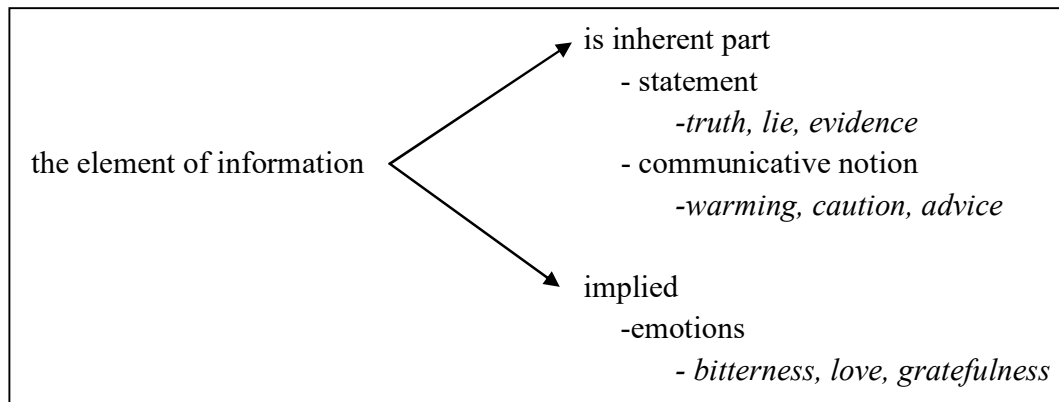 is inherent part
- statement
-truth, lie, evidence
the element of information
- communicative notion
-warming, caution, advice
implied
-emotions
- bitterness, love, gratefulness